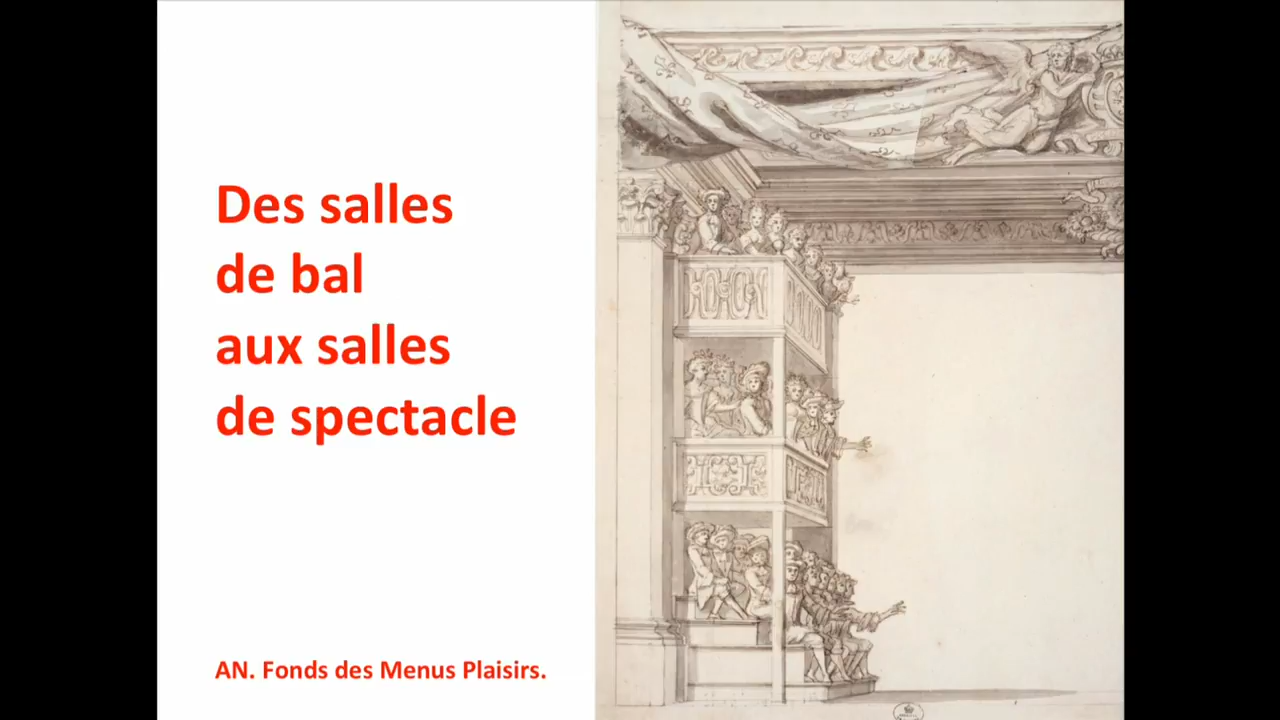 Des salles
de bal
aux salles
de spectacle
AN. Fonds des Menus Plaisirs.